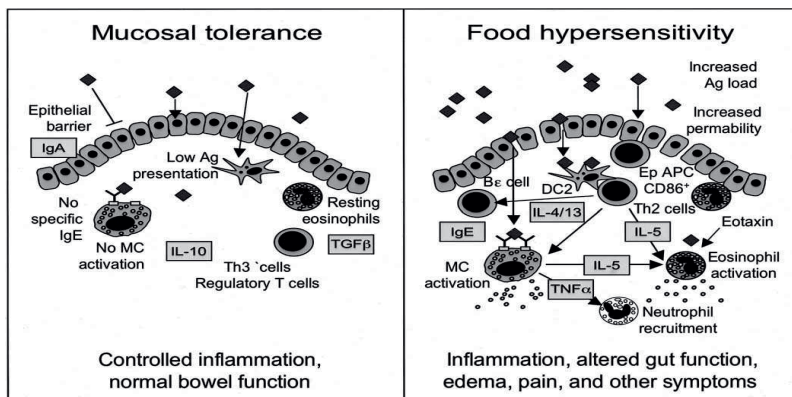 Mucosal tolerance
Epithelial
barrier
IgA
Low Ag
presentation
No
specific
IgE
No MC
activation
IL-10
Resting
eosinophils
TGFβ
Th3 `cells
Regulatory T cells
Controlled inflammation,
normal bowel function
Food hypersensitivity
Increased
Ag load
Increased
permability
Ep APC
CD86+
Bε cell
DC2
Th2 cells
IL-4/13
IgE
IL-5
Eotaxin
MC
activation
IL-5
Eosinophil
activation
TNFα
Neutrophil
recruitment
Inflammation, altered gut function,
edema, pain, and other symptoms